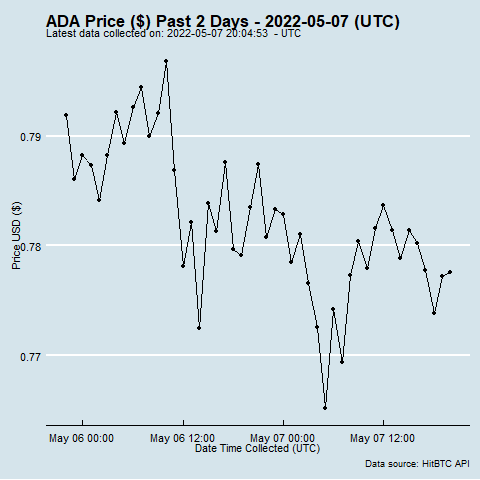 ADA Price ($) Past 2 Days - 2022-05-07 (UTC)
Latest data collected on: 2022-05-07 20:04:53 - UTC
0.79
0.78
0.77
Price USD ($)
May 06 00:00 May 06 12:00 May 07 00:00 May 07 12:00
Date Time Collected (UTC)
Data source: HitBTC API